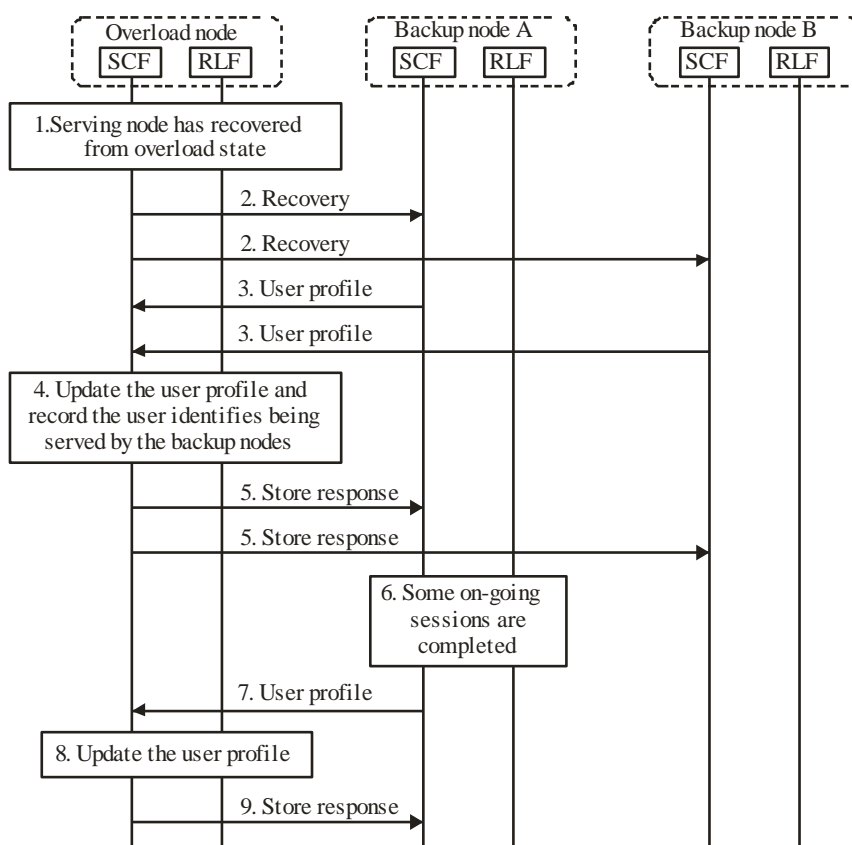 Overload node
Backup node A
Backup node B
SCF
RLF
SCF
RLF
SCF
RLF
1.Serving node has recovered
from overload state
2. Recovery
2. Recovery
3. User profile
3. User profile
4. Update the user profile and
record the user identifies being
served by the backup nodes
5. Store response
5. Store response
6. Some on-going
sessions are
completed
7. User profile
8. Update the user profile
9. Store response